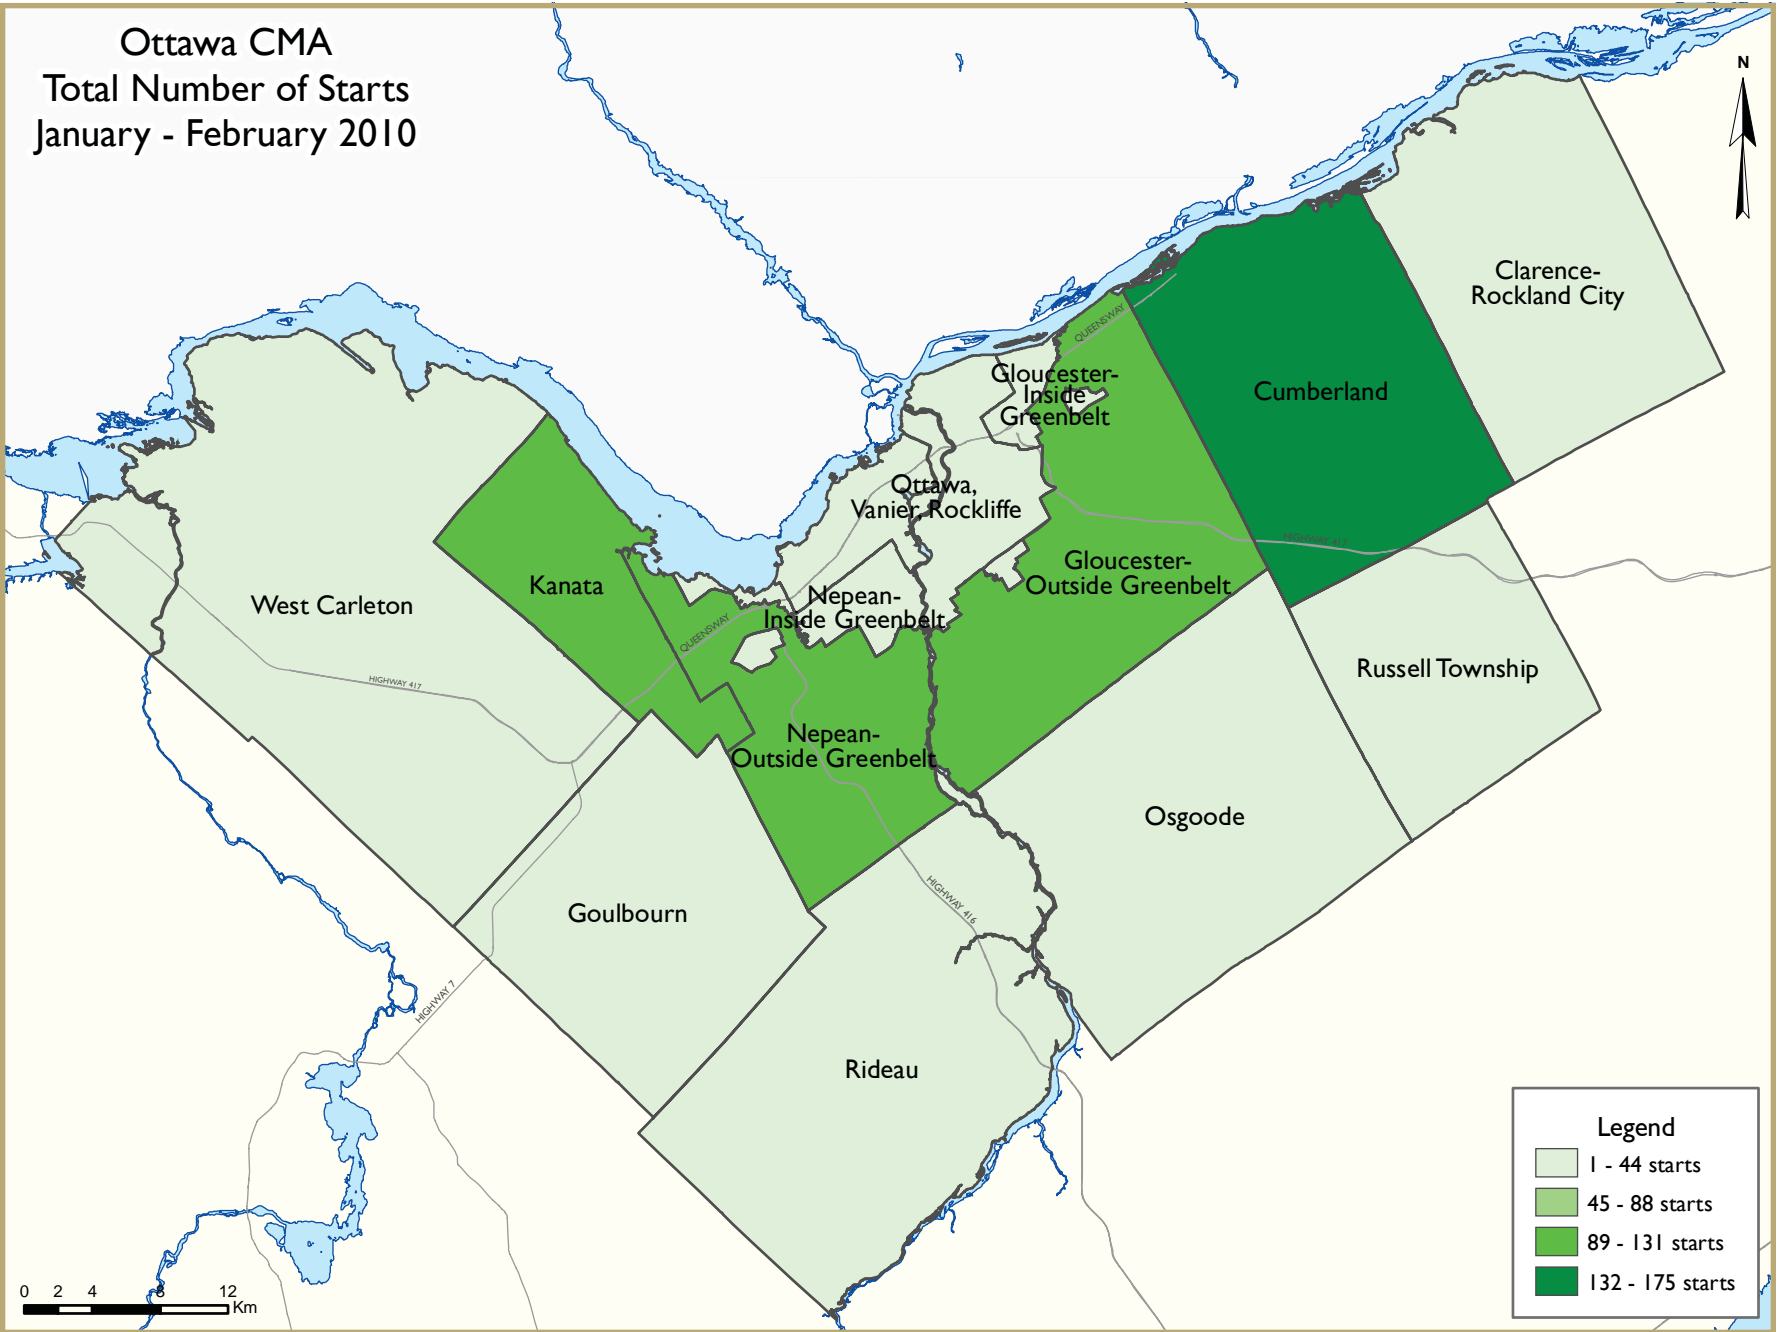 Ottawa CMA
Total Number of Starts
January - February 2010
N
Clarence-
Rockland City
QUEENSWAY
Gloucester-
Inside
Greenbelt
Cumberland
Ottawa,
Vanier, Rockliffe
HIGHWAY 417
Gloucester-
Outside Greenbelt
Kanata
West Carleton
Nepean-
Inside Greenbelt
QUEENSWAY
Russell Township
HIGHWAY 417
Nepean-
Outside Greenbelt
Osgoode
Goulbourn
HIGHWAY 416
HIGHWAY 7
Rideau
Legend
1 - 44 starts
45 - 88 starts
89 - 131 starts
132 - 175 starts
0 2 4 8 12
Km